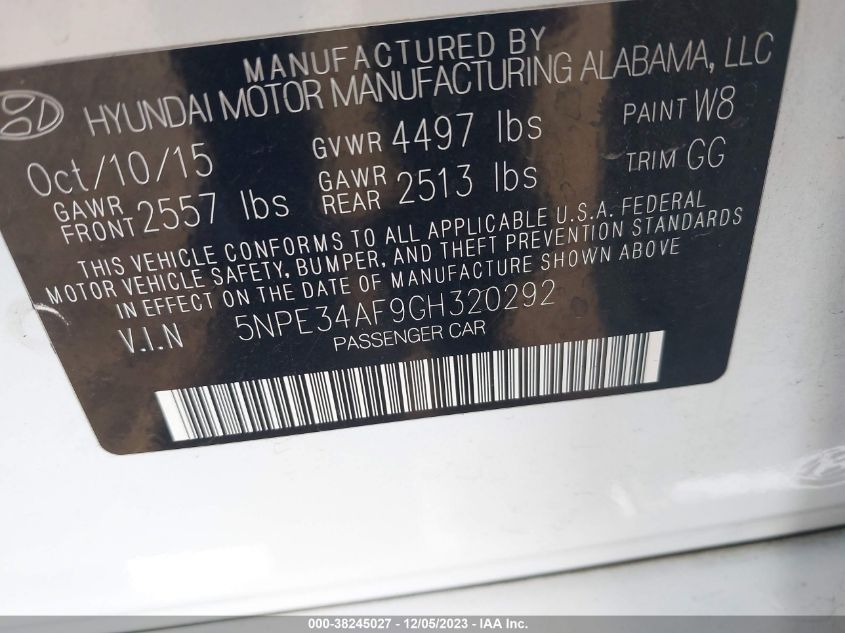 MANUFACTURED BY
HYUNDAI MOTOR MANUFACTURING ALABAMA, LLC
Oct/10/15 GVWR 4497 lbs PAINT W8
GAWR FRONT 2557 lbs GAWR REAR 2513 lbs TRIM GG
THIS VEHICLE CONFORMS TO ALL APPLICABLE U.S.A. FEDERAL
MOTOR VEHICLE SAFETY, BUMPER, AND THEFT PREVENTION STANDARDS
IN EFFECT ON THE DATE OF MANUFACTURE SHOWN ABOVE
V.I.N 5NPE34AF9GH320292
PASSENGER CAR
000-38245027 - 12/05/2023 - IAA Inc.